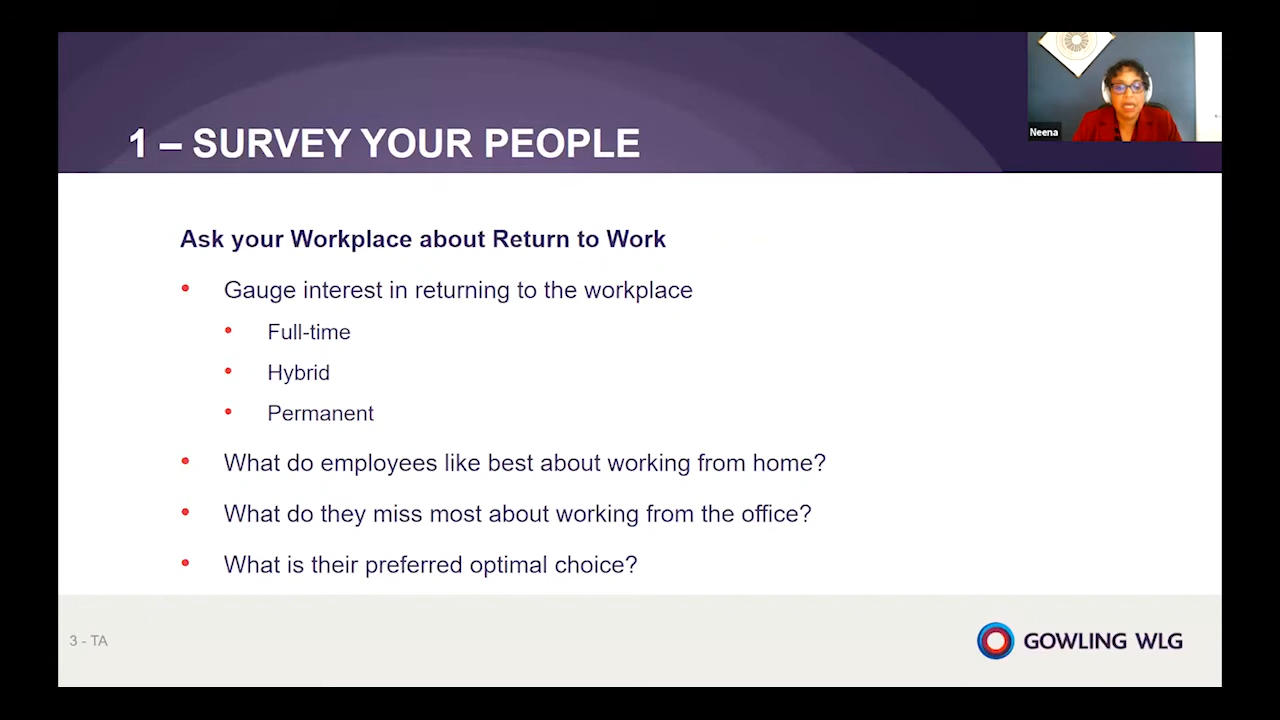 1 – SURVEY YOUR PEOPLE
Neena
Ask your Workplace about Return to Work
• Gauge interest in returning to the workplace
• Full-time
• Hybrid
• Permanent
• What do employees like best about working from home?
• What do they miss most about working from the office?
• What is their preferred optimal choice?
3 - TA
GOWLING WLG